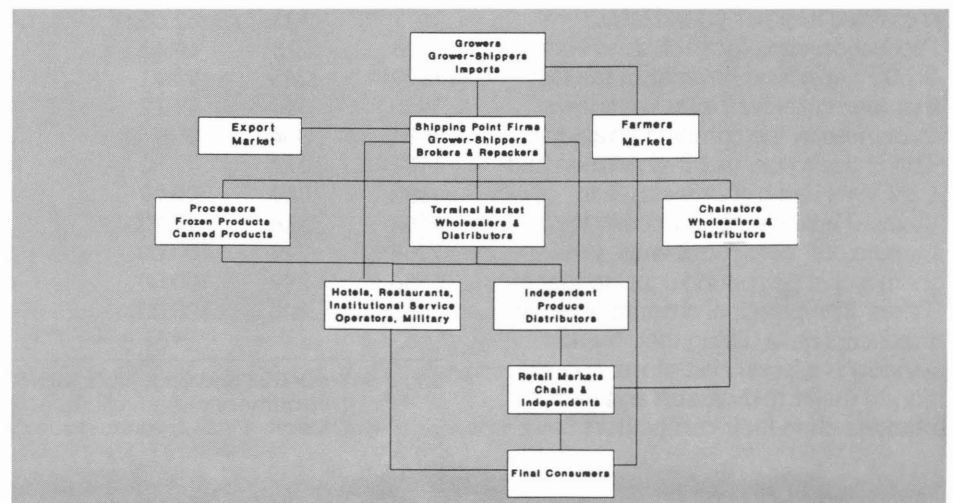 Growers
Grower-Shippers
Imports
Export
Market
Shipping Point Firms
Grower-Shippers
Brokers & Repackers
Farmers
Markets
Processors
Frozen Products
Canned Products
Terminal Market
Wholesalers &
Distributors
Chainstore
Wholesalers &
Distributors
Hotels, Restaurants,
Institutional Service
Operators, Military
Independent
Produce
Distributors
Retail Markets
Chains &
Independents
Final Consumers